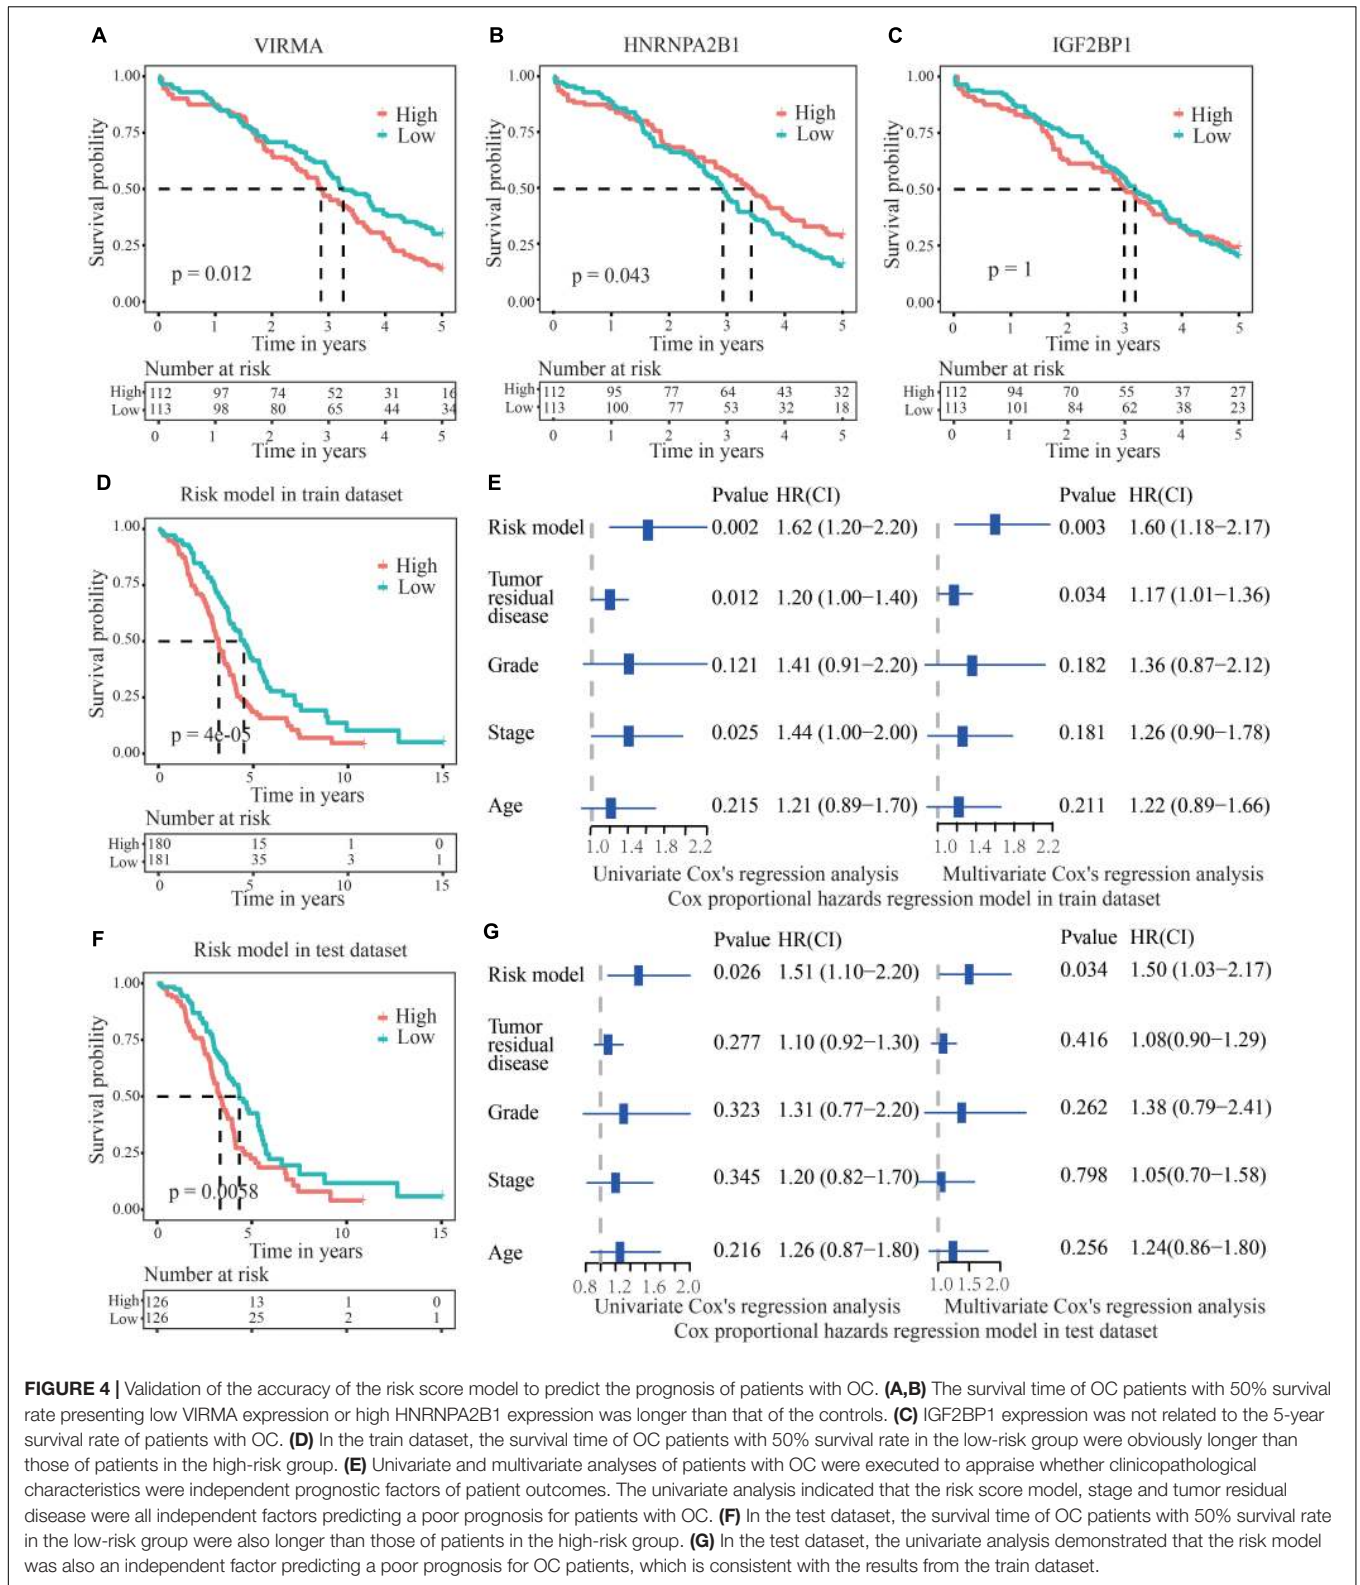 A
VIRMA
Survival probility
1.00
0.75
0.50
0.25
0.00
High
Low
p = 0.012
0 1 2 3 4 5
Time in years
Number at risk
High 112 97 74 52 31 16
Low 113 98 80 65 44 34
0 1 2 3 4 5
Time in years
B
HNRNPA2B1
Survival probility
1.00
0.75
0.50
0.25
0.00
High
Low
p = 0.043
0 1 2 3 4 5
Time in years
Number at risk
High 112 95 77 64 43 32
Low 113 100 77 53 32 18
0 1 2 3 4 5
Time in years
C
IGF2BP1
Survival probility
1.00
0.75
0.50
0.25
0.00
High
Low
p = 1
0 1 2 3 4 5
Time in years
Number at risk
High 112 94 70 55 37 27
Low 113 101 84 62 38 23
0 1 2 3 4 5
Time in years
D
Risk model in train dataset
Survival probility
1.00
0.75
0.50
0.25
0.00
High
Low
p = 4e-05
0 5 10 15
Time in years
Number at risk
High 180 15 1 0
Low 181 35 3 1
0 5 10 15
Time in years
E
Pvalue HR(CI) Pvalue HR(CI)
Risk model 0.002 1.62 (1.20−2.20) 0.003 1.60 (1.18−2.17)
Tumor
residual
disease
0.012 1.20 (1.00−1.40) 0.034 1.17 (1.01−1.36)
Grade 0.121 1.41 (0.91−2.20) 0.182 1.36 (0.87−2.12)
Stage 0.025 1.44 (1.00−2.00) 0.181 1.26 (0.90−1.78)
Age 0.215 1.21 (0.89−1.70) 0.211 1.22 (0.89−1.66)
1.0 1.4 1.8 2.2 1.0 1.4 1.8 2.2
Univariate Cox's regression analysis Multivariate Cox's regression analysis
Cox proportional hazards regression model in train dataset
F
Risk model in test dataset
Survival probility
1.00
0.75
0.50
0.25
0.00
High
Low
p = 0.0058
0 5 10 15
Time in years
Number at risk
High 126 13 1 0
Low 126 25 2 1
G
Pvalue HR(CI) Pvalue HR(CI)
Risk model 0.026 1.51 (1.10−2.20) 0.034 1.50 (1.03−2.17)
Tumor
residual
disease
0.277 1.10 (0.92−1.30) 0.416 1.08(0.90−1.29)
Grade 0.323 1.31 (0.77−2.20) 0.262 1.38 (0.79−2.41)
Stage 0.345 1.20 (0.82−1.70) 0.798 1.05(0.70−1.58)
Age 0.216 1.26 (0.87−1.80) 0.256 1.24(0.86−1.80)
0.8 1.2 1.6 2.0 1.0 1.5 2.0
Univariate Cox's regression analysis Multivariate Cox's regression analysis
Cox proportional hazards regression model in test dataset
FIGURE 4 | Validation of the accuracy of the risk score model to predict the prognosis of patients with OC. (A,B) The survival time of OC patients with 50% survival
rate presenting low VIRMA expression or high HNRNPA2B1 expression was longer than that of the controls. (C) IGF2BP1 expression was not related to the 5-year
survival rate of patients with OC. (D) In the train dataset, the survival time of OC patients with 50% survival rate in the low-risk group were obviously longer than
those of patients in the high-risk group. (E) Univariate and multivariate analyses of patients with OC were executed to appraise whether clinicopathological
characteristics were independent prognostic factors of patient outcomes. The univariate analysis indicated that the risk score model, stage and tumor residual
disease were all independent factors predicting a poor prognosis for patients with OC. (F) In the test dataset, the survival time of OC patients with 50% survival rate
in the low-risk group were also longer than those of patients in the high-risk group. (G) In the test dataset, the univariate analysis demonstrated that the risk model
was also an independent factor predicting a poor prognosis for OC patients, which is consistent with the results from the train dataset.